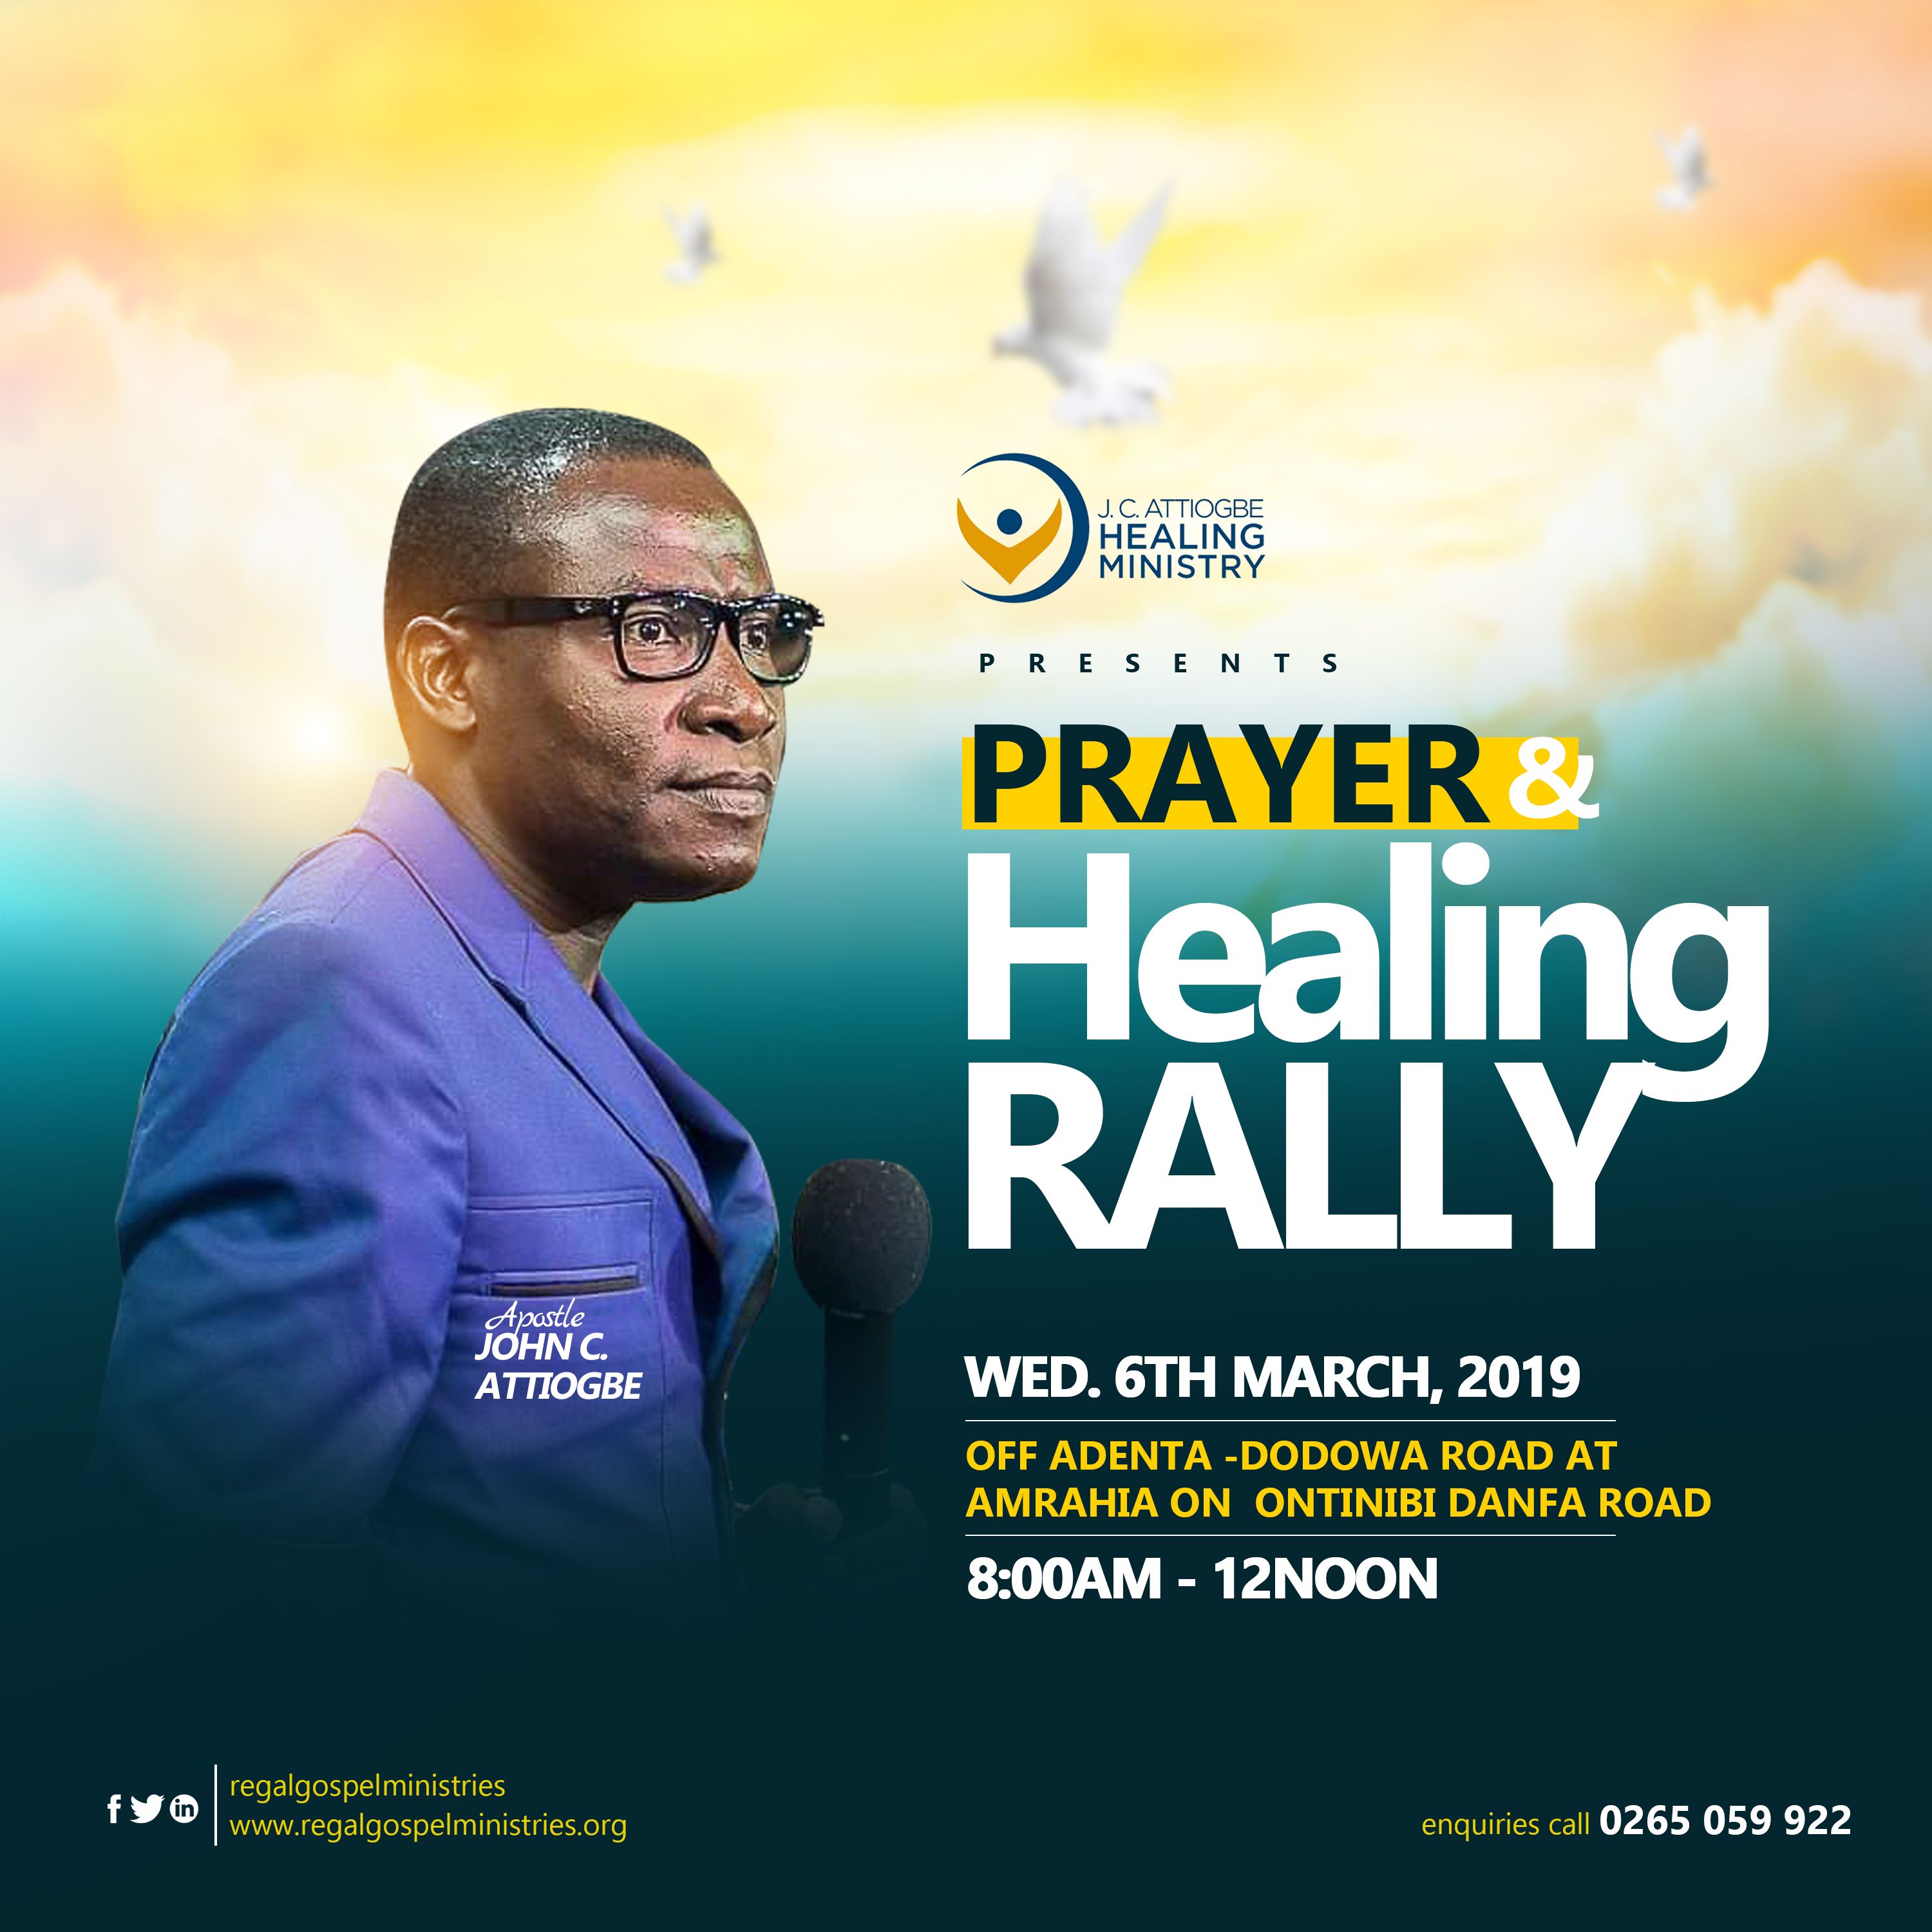 J. C. ATTIOGBE
HEALING
MINISTRY
PRESENTS
PRAYER &
Healing
RALLY
Apostle
JOHN C.
ATTIOGBE
WED. 6TH MARCH, 2019
OFF ADENTA -DODOWA ROAD AT
AMRAHIA ON ONTINIBI DANFA ROAD
8:00AM - 12NOON
regalgospelministries
www.regalgospelministries.org
enquiries call 0265 059 922